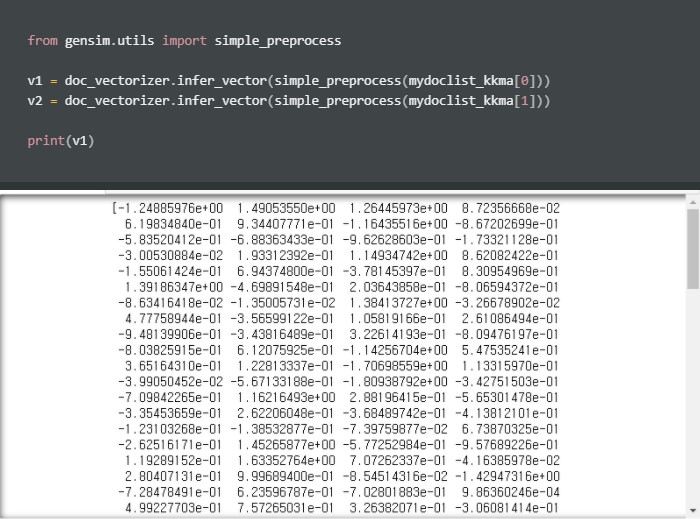 from gensim.utils import simple_preprocess
v1 = doc_vectorizer.infer_vector(simple_preprocess(mydoclist_kkma[0]))
v2 = doc_vectorizer.infer_vector(simple_preprocess(mydoclist_kkma[1]))
print(v1)
[-1.24885976e+00 1.49053550e+00 1.26445973e+00 8.72356668e-02
6.19834840e-01 9.34407771e-01 -1.16435516e+00 -8.67202699e-01
-5.83520412e-01 -6.88363433e-01 -9.62628603e-01 -1.73321128e-01
-3.00530884e-02 1.93312392e-01 1.14934742e+00 8.62082422e-01
-1.55061424e-01 6.94374800e-01 -3.78145397e-01 8.30954969e-01
1.39186347e+00 -4.69891548e-01 2.03643858e-01 -8.06594372e-01
-8.63416418e-02 -1.35005731e-02 1.38413727e+00 -3.26678902e-02
4.77758944e-01 -3.56599122e-01 1.05819166e-01 2.61086494e-01
-9.48139906e-01 -3.43816489e-01 3.22614193e-01 -8.09476197e-01
-8.03825915e-01 6.12075925e-01 -1.14256704e+00 5.47535241e-01
3.65164310e-01 1.22813337e-01 -1.70698559e+00 1.13315970e-01
-3.99050452e-02 -5.67133188e-01 -1.80938792e+00 -3.42751503e-01
-7.09842265e-01 1.16216493e+00 2.88196415e-01 -5.65301478e-01
-3.35453659e-01 2.62206048e-01 -3.68489742e-01 -4.13812101e-01
-1.23103268e-01 -1.38532877e-01 -7.39759877e-02 6.73870325e-01
-2.62516171e-01 1.45265877e+00 -5.77252984e-01 -9.57689226e-01
1.19289152e-01 1.63352764e+00 7.07262337e-01 -4.16385978e-02
2.80407131e-01 9.99689400e-01 -8.54514316e-02 -1.42947316e+00
-7.28478491e-01 6.23596787e-01 -7.02801883e-01 9.86360246e-04
4.99227703e-01 7.57265031e-01 3.26382071e-01 -3.06081414e-01